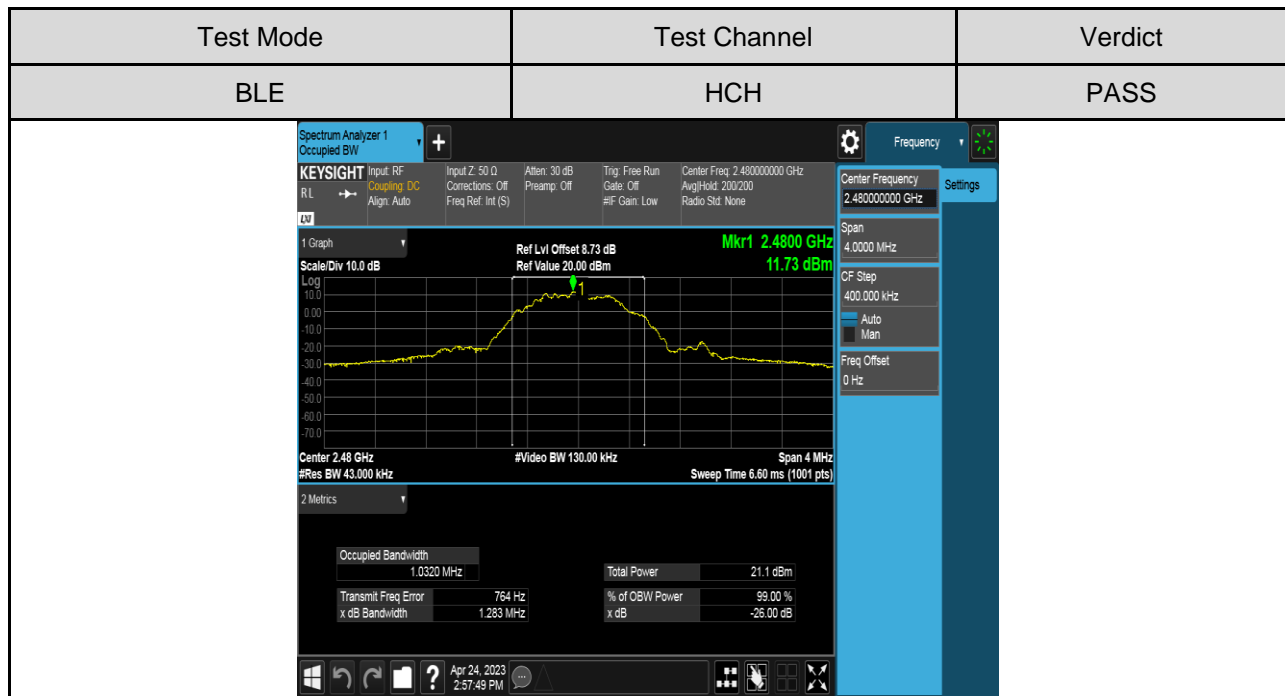 Test Mode Test Channel Verdict
BLE HCH PASS
Spectrum Analyzer 1
Occupied BW
+
Frequency
KEYSIGHT Input: RF Input Z: 50 Ω Atten: 30 dB Trig: Free Run Center Freq: 2.480000000 GHz
RL Coupling: DC Corrections: Off Preamp: Off Gate: Off Avg|Hold: 200/200
Align: Auto Freq Ref: Int (S) #IF Gain: Low Radio Std: None
LXI
Center Frequency
2.480000000 GHz
Settings
Span
4.0000 MHz
CF Step
400.000 kHz
Auto
Man
Freq Offset
0 Hz
1 Graph
Ref Lvl Offset 8.73 dB Mkr1 2.4800 GHz
Scale/Div 10.0 dB Ref Value 20.00 dBm 11.73 dBm
Log
1
10.0
0.00
-10.0
-20.0
-30.0
-40.0
-50.0
-60.0
-70.0
Center 2.48 GHz #Video BW 130.00 kHz Span 4 MHz
#Res BW 43.000 kHz Sweep Time 6.60 ms (1001 pts)
2 Metrics
Occupied Bandwidth
1.0320 MHz Total Power 21.1 dBm
Transmit Freq Error 764 Hz % of OBW Power 99.00 %
x dB Bandwidth 1.283 MHz x dB -26.00 dB
? Apr 24, 2023
2:57:49 PM